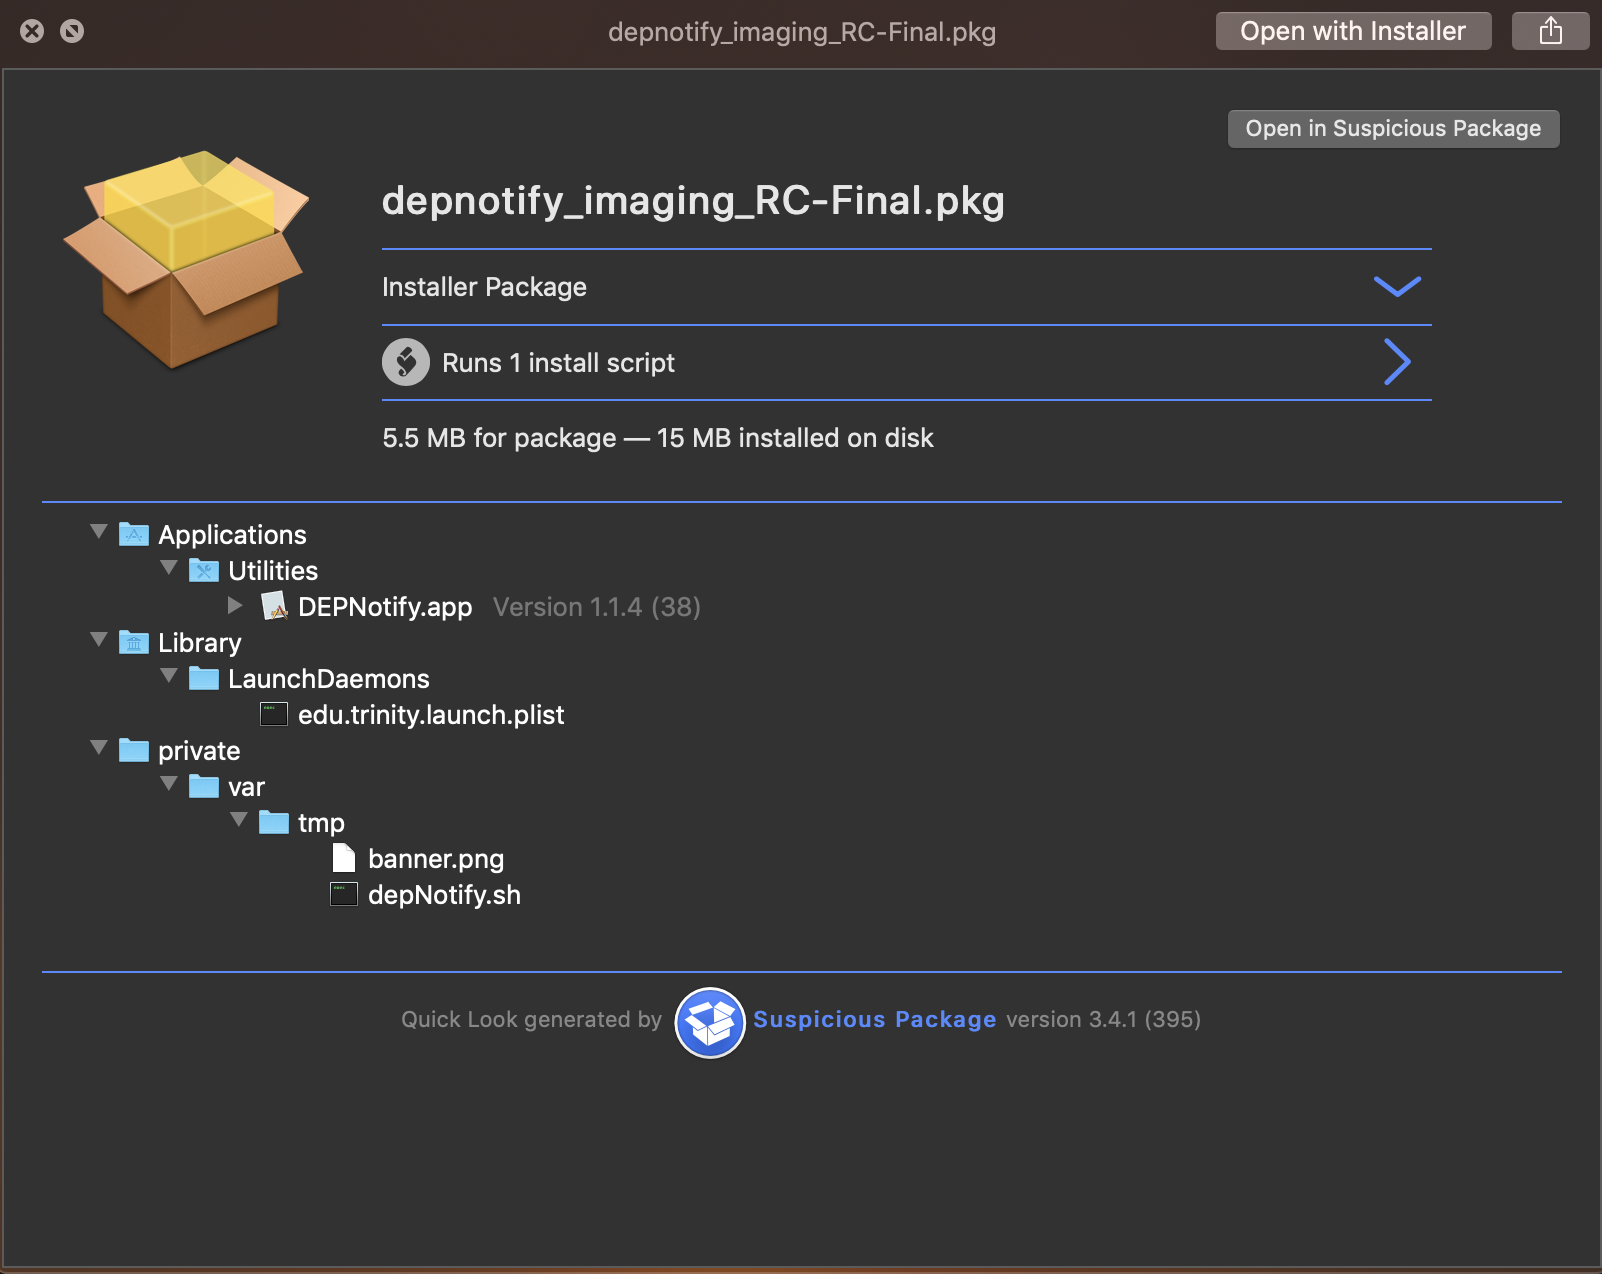 depnotify_imaging_RC-Final.pkg
Open with Installer
Open in Suspicious Package
depnotify_imaging_RC-Final.pkg
Installer Package
Runs 1 install script
5.5 MB for package — 15 MB installed on disk
Applications
Utilities
DEPNotify.app Version 1.1.4 (38)
Library
LaunchDaemons
edu.trinity.launch.plist
private
var
tmp
banner.png
depNotify.sh
Quick Look generated by Suspicious Package version 3.4.1 (395)